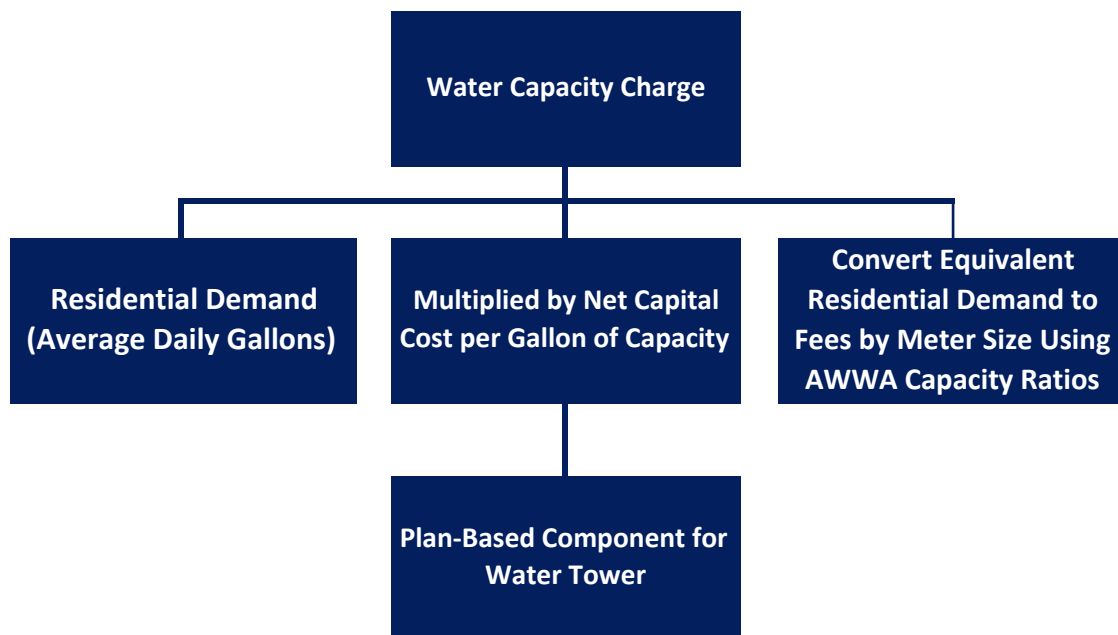 Water Capacity Charge
Residential Demand
(Average Daily Gallons)
Multiplied by Net Capital
Cost per Gallon of Capacity
Convert Equivalent
Residential Demand to
Fees by Meter Size Using
AWWA Capacity Ratios
Plan-Based Component for
Water Tower